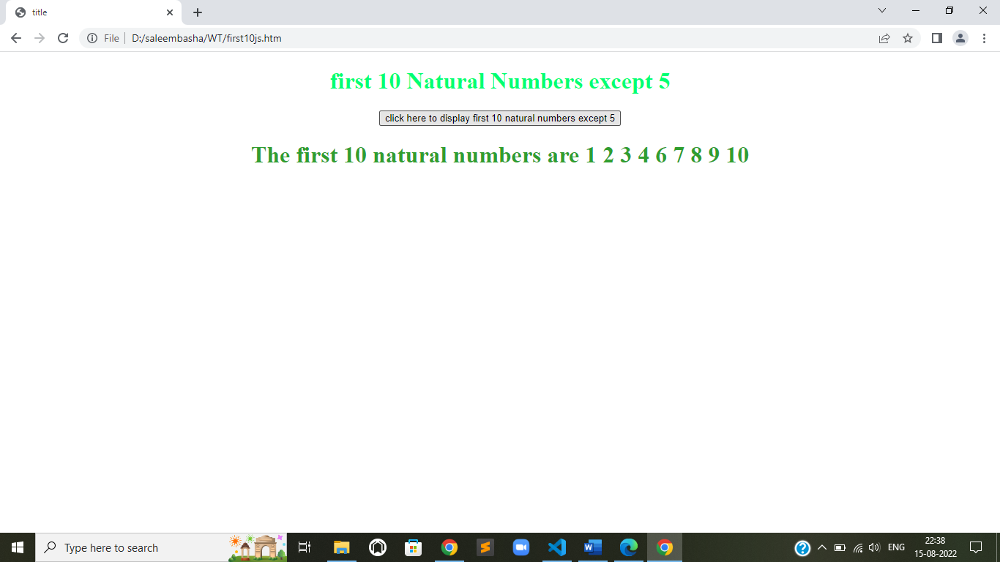 title
File
D:/saleembasha/WT/first10js.htm
first 10 Natural Numbers except 5
click here to display first 10 natural numbers except 5
The first 10 natural numbers are 1 2 3 4 6 7 8 9 10
Type here to search
ENG
22:38
15-08-2022